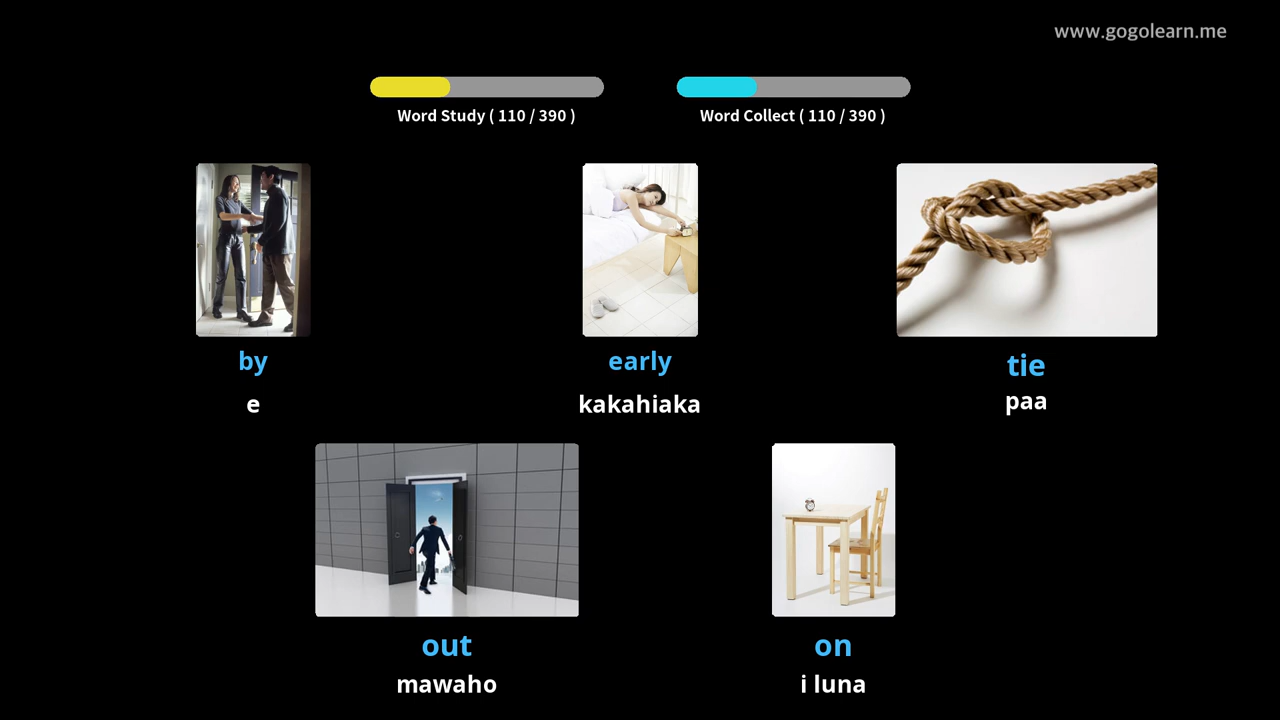 www.gogolearn.me
Word Study ( 110 / 390 )
Word Collect ( 110 / 390 )
by
early
tie
e
kakahiaka
paa
out
on
mawaho
i luna